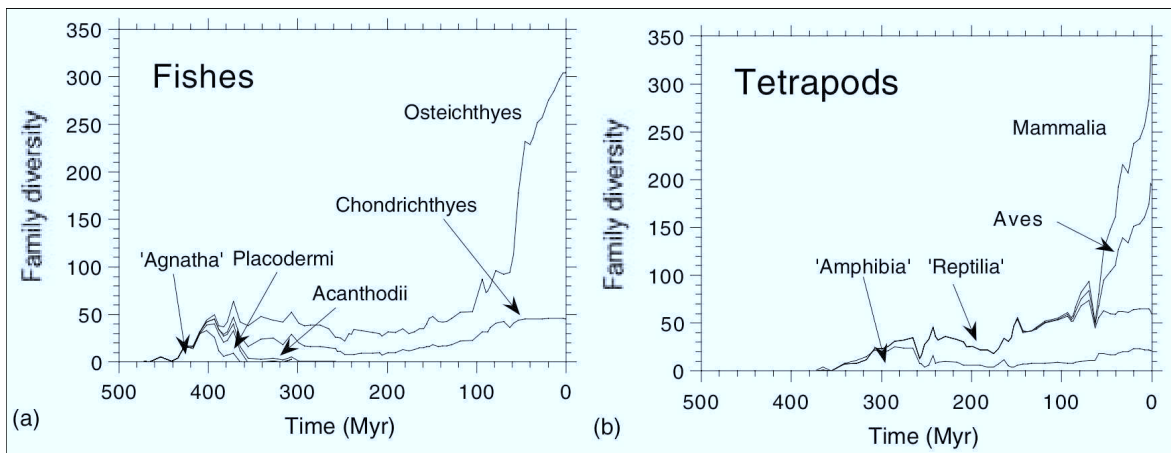 350
300
250
200
150
100
50
0
Family diversity
Fishes
Osteichthyes
Chondrichthyes
'Agnatha'
Placodermi
Acanthodii
500 400 300 200 100 0
Time (Myr)
(a)
350
300
250
200
150
100
50
0
Family diversity
Tetrapods
Mammalia
Aves
'Amphibia'
'Reptilia'
500 400 300 200 100 0
Time (Myr)
(b)